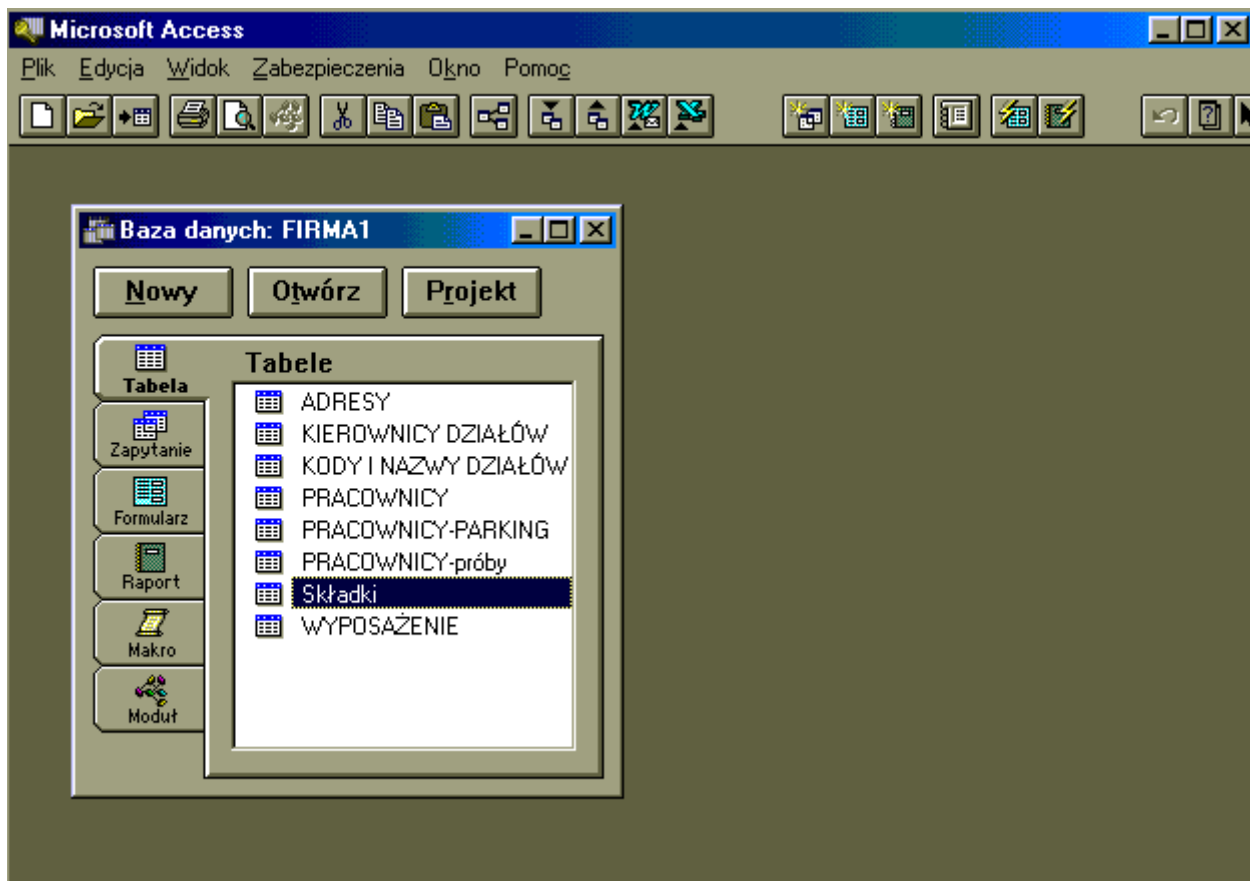 Microsoft Access
Plik Edycja Widok Zabezpieczenia Okno Pomoc
Baza danych: FIRMA1
Nowy Otwórz Projekt
Tabela
Zapytanie
Formularz
Raport
Makro
Moduł
Tabele
ADRESY
KIEROWNICY DZIAŁÓW
KODY I NAZWY DZIAŁÓW
PRACOWNICY
PRACOWNICY-PARKING
PRACOWNICY-próby
Składki
WYPOSAŻENIE